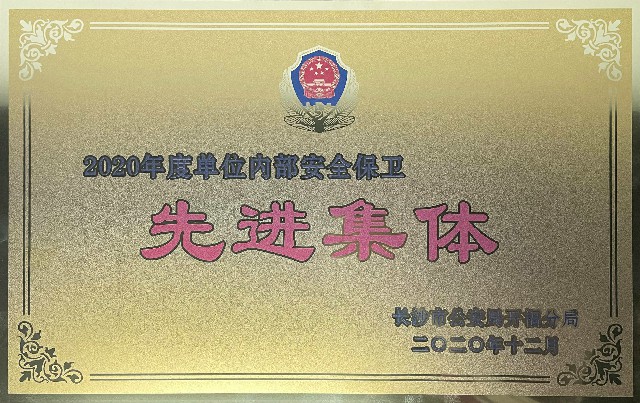 2020年度单位内部安全保卫
先进集体
长沙市公安局开福分局
二〇二〇年十二月